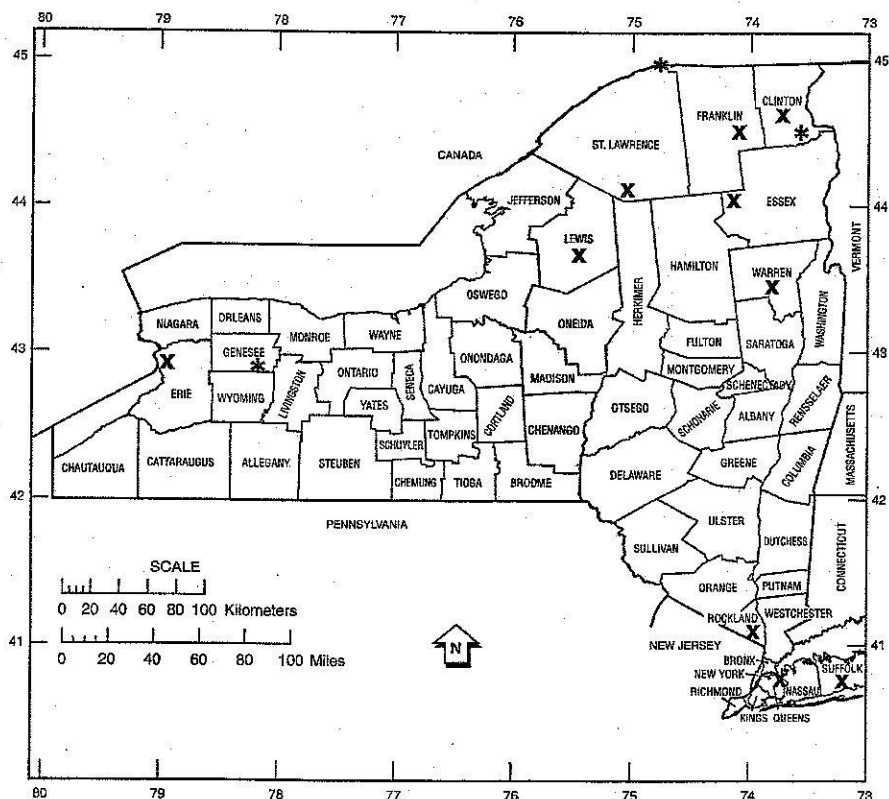 80 79 78 77 76 75 74 73
45 45
CLINTON
X
*
FRANKLIN
X
*
ST. LAWRENCE
X
CANADA
ESSEX
X
44 44
JEFFERSON
LEWIS
X
HAMILTON
HERKIMER
WARREN
X
WASHINGTON
VERMONT
OSWEGO
ONEIDA
NIAGARA
ORLEANS
MONROE
WAYNE
FULTON
SARATOGA
43 43
GENESEE
*
ONTARIO
SENECA
CAYUGA
ONONDAGA
MADISON
MONTGOMERY
SCHENECTADY
X
ERIE
WYOMING
LIVINGSTON
YATES
CORTLAND
CHENANGO
OTSEGO
SCHOHARIE
ALBANY
RENSSELAER
MASSACHUSETTS
SCHUYLER
TOMPKINS
CHAUTAUQUA
CATTARAUGUS
ALLEGANY
STEUBEN
CHEMUNG
TIOGA
BROOME
DELAWARE
GREENE
COLUMBIA
42 42
PENNSYLVANIA
ULSTER
SULLIVAN
DUTCHESS
CONNECTICUT
SCALE
0 20 40 60 80 100 Kilometers
0 20 40 60 80 100 Miles
N
ORANGE
PUTNAM
ROCKLAND
X
WESTCHESTER
41 41
NEW JERSEY
BRONX
NEW YORK
RICHMOND
KINGS
QUEENS
NASSAU
SUFFOLK
X
X
80 79 78 77 76 75 74 73